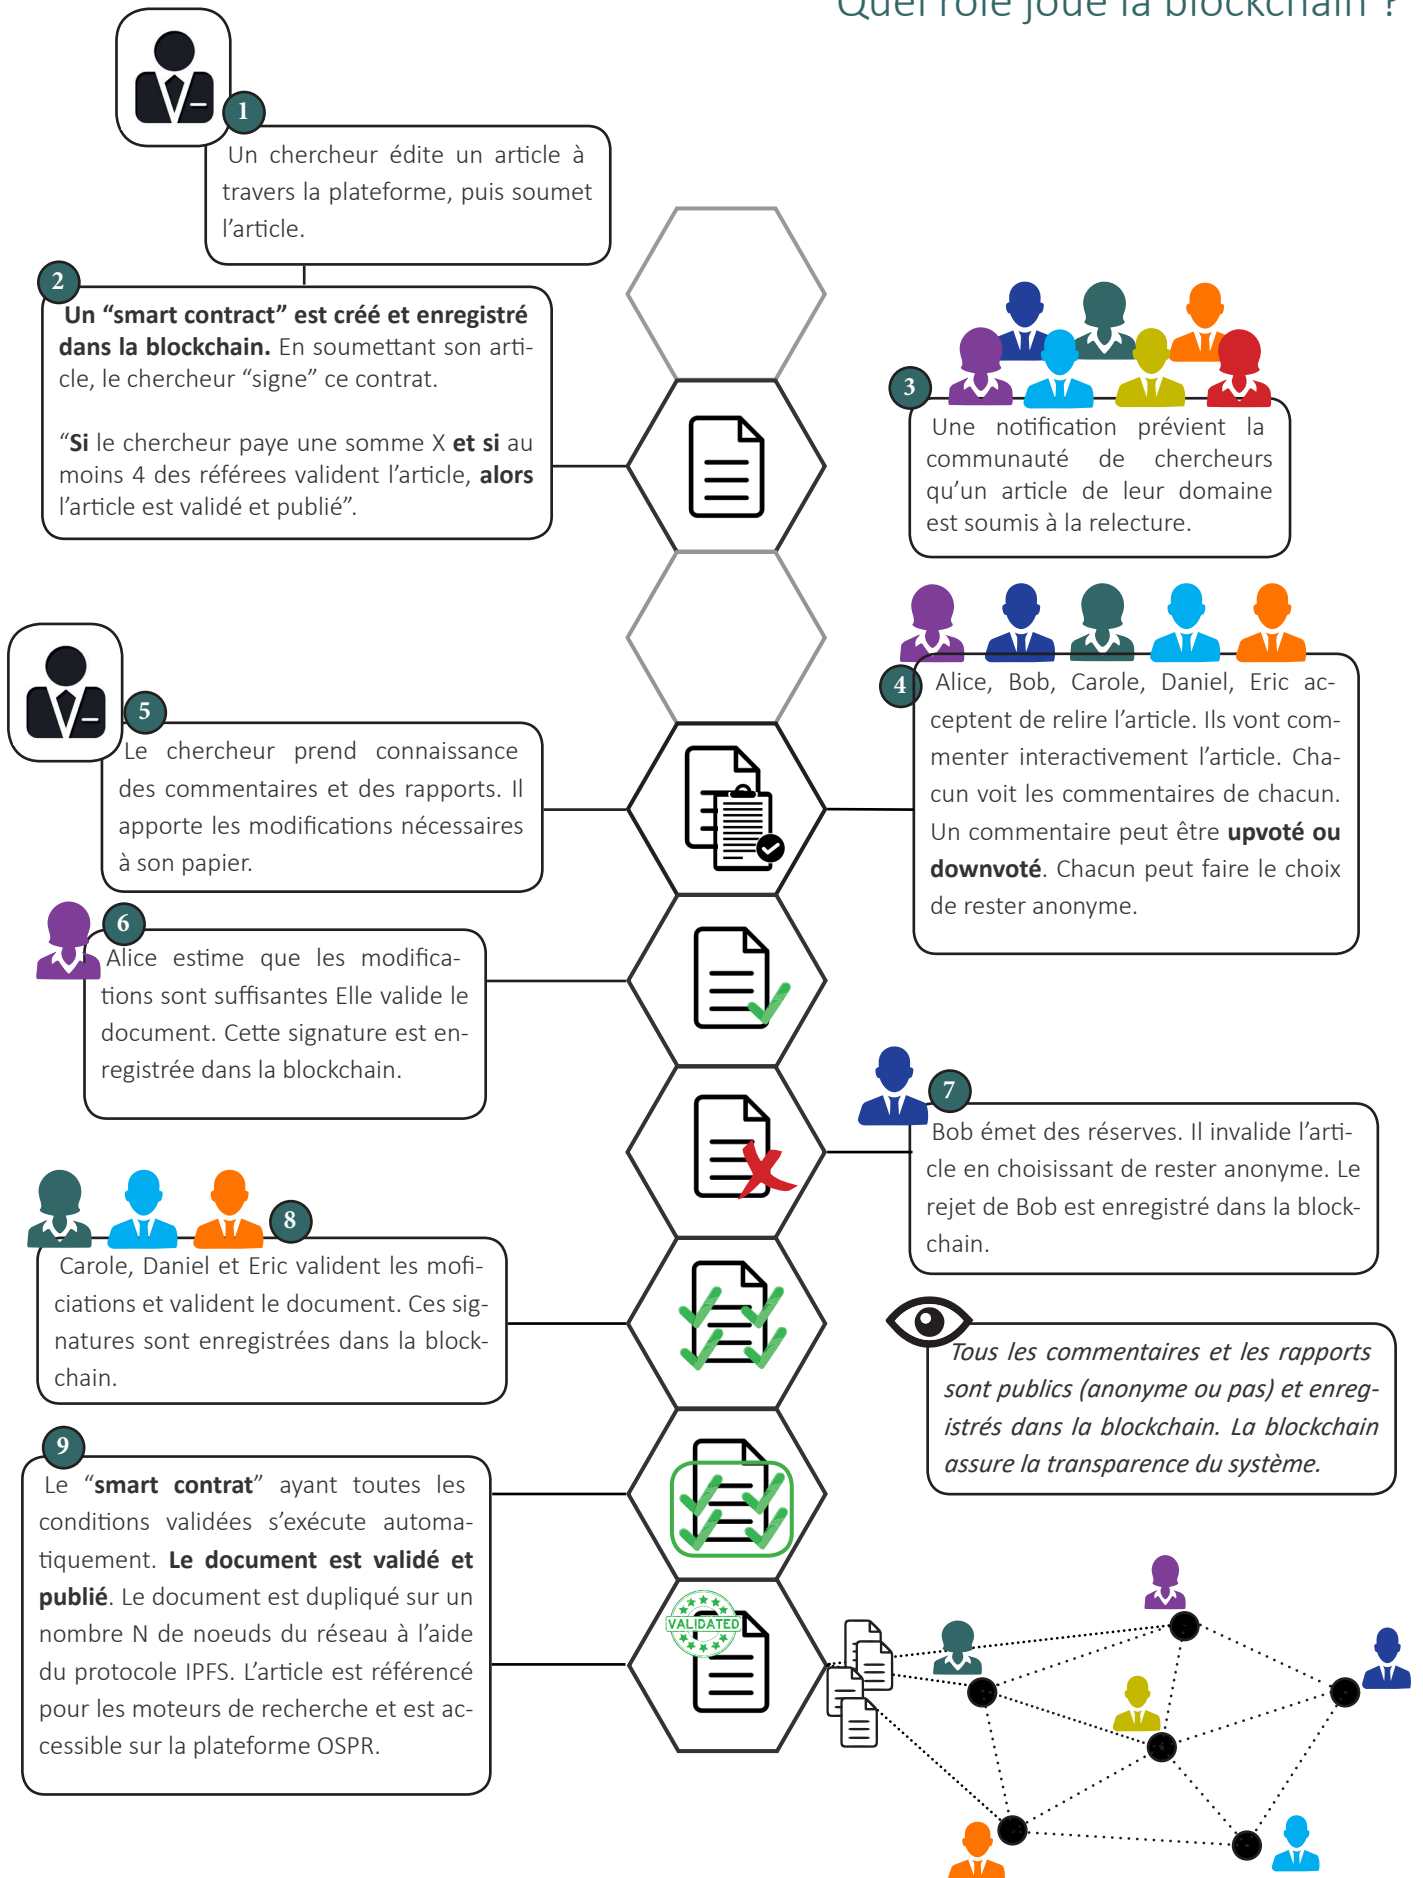 Quel rôle joue la blockchain ?
1
Un chercheur édite un article à
travers la plateforme, puis soumet
l’article.
2
Un “smart contract” est créé et enregistré
dans la blockchain. En soumettant son arti-
cle, le chercheur “signe” ce contrat.
“Si le chercheur paye une somme X et si au
moins 4 des référees valident l’article, alors
l’article est validé et publié”.
3
Une notification prévient la
communauté de chercheurs
qu’un article de leur domaine
est soumis à la relecture.
4
Alice, Bob, Carole, Daniel, Eric ac-
ceptent de relire l’article. Ils vont com-
menter interactivement l’article. Cha-
cun voit les commentaires de chacun.
Un commentaire peut être upvoté ou
downvoté. Chacun peut faire le choix
de rester anonyme.
5
Le chercheur prend connaissance
des commentaires et des rapports. Il
apporte les modifications nécessaires
à son papier.
6
Alice estime que les modifica-
tions sont suffisantes Elle valide le
document. Cette signature est en-
registrée dans la blockchain.
7
Bob émet des réserves. Il invalide l’arti-
cle en choisissant de rester anonyme. Le
rejet de Bob est enregistré dans la block-
chain.
8
Carole, Daniel et Eric valident les mofi-
ciations et valident le document. Ces sig-
natures sont enregistrées dans la block-
chain.
Tous les commentaires et les rapports
sont publics (anonyme ou pas) et enreg-
istrés dans la blockchain. La blockchain
assure la transparence du système.
9
Le “smart contrat” ayant toutes les
conditions validées s’exécute automa-
tiquement. Le document est validé et
publié. Le document est dupliqué sur un
nombre N de noeuds du réseau à l’aide
du protocole IPFS. L’article est référencé
pour les moteurs de recherche et est ac-
cessible sur la plateforme OSPR.
VALIDATED